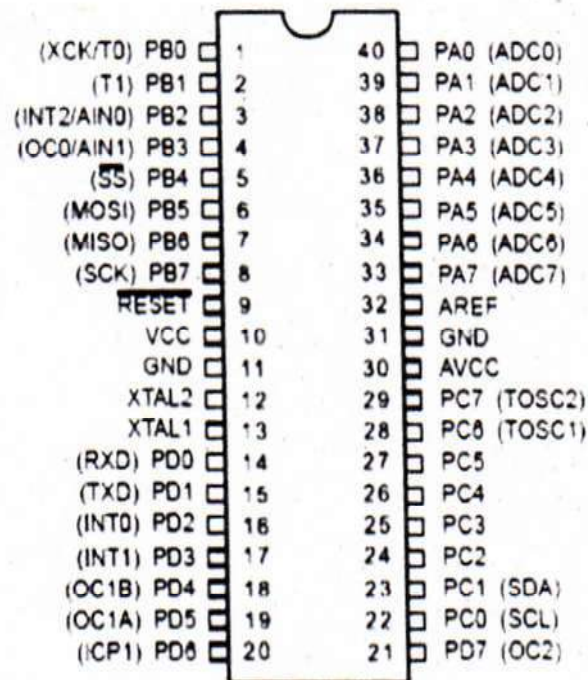 (XCK/T0) PB0 1 40 PA0 (ADC0)
(T1) PB1 2 39 PA1 (ADC1)
(INT2/AIN0) PB2 3 38 PA2 (ADC2)
(OC0/AIN1) PB3 4 37 PA3 (ADC3)
(SS) PB4 5 36 PA4 (ADC4)
(MOSI) PB5 6 35 PA5 (ADC5)
(MISO) PB6 7 34 PA6 (ADC6)
(SCK) PB7 8 33 PA7 (ADC7)
RESET 9 32 AREF
VCC 10 31 GND
GND 11 30 AVCC
XTAL2 12 29 PC7 (TOSC2)
XTAL1 13 28 PC6 (TOSC1)
(RXD) PD0 14 27 PC5
(TXD) PD1 15 26 PC4
(INT0) PD2 16 25 PC3
(INT1) PD3 17 24 PC2
(OC1B) PD4 18 23 PC1 (SDA)
(OC1A) PD5 19 22 PC0 (SCL)
(ICP1) PD6 20 21 PD7 (OC2)